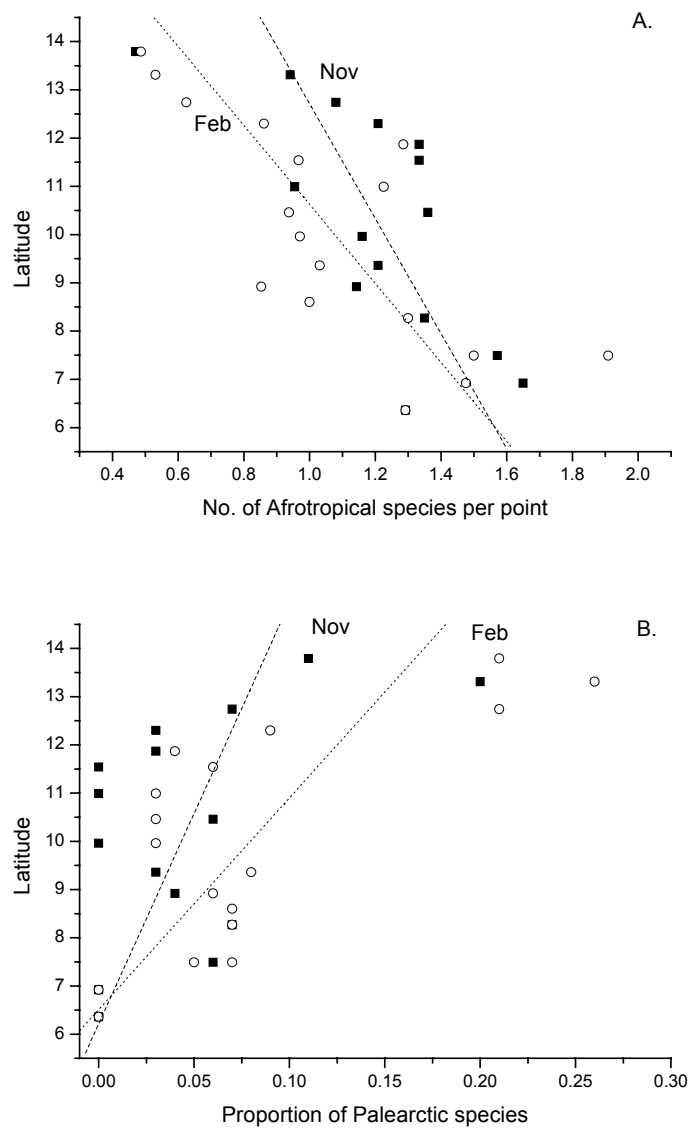 A.
14
13
12
11
10
9
8
7
6
Latitude
Nov
Feb
0.4 0.6 0.8 1.0 1.2 1.4 1.6 1.8 2.0
No. of Afrotropical species per point
B.
14
13
12
11
10
9
8
7
6
Latitude
Nov
Feb
0.00 0.05 0.10 0.15 0.20 0.25 0.30
Proportion of Palearctic species